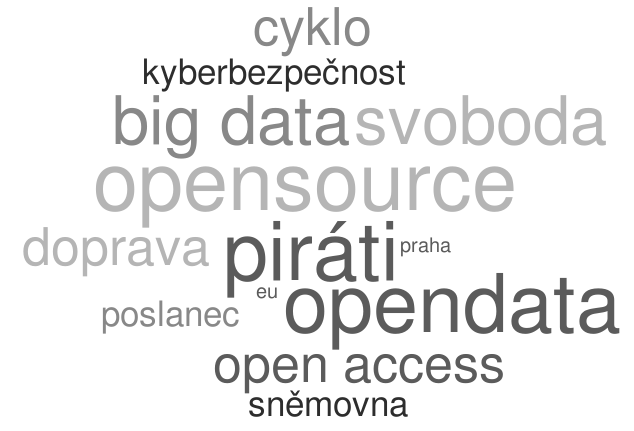 cyklo
kyberbezpečnost
big data svoboda
opensource
doprava piráti praha
eu opendata
poslanec
open access
sněmovna